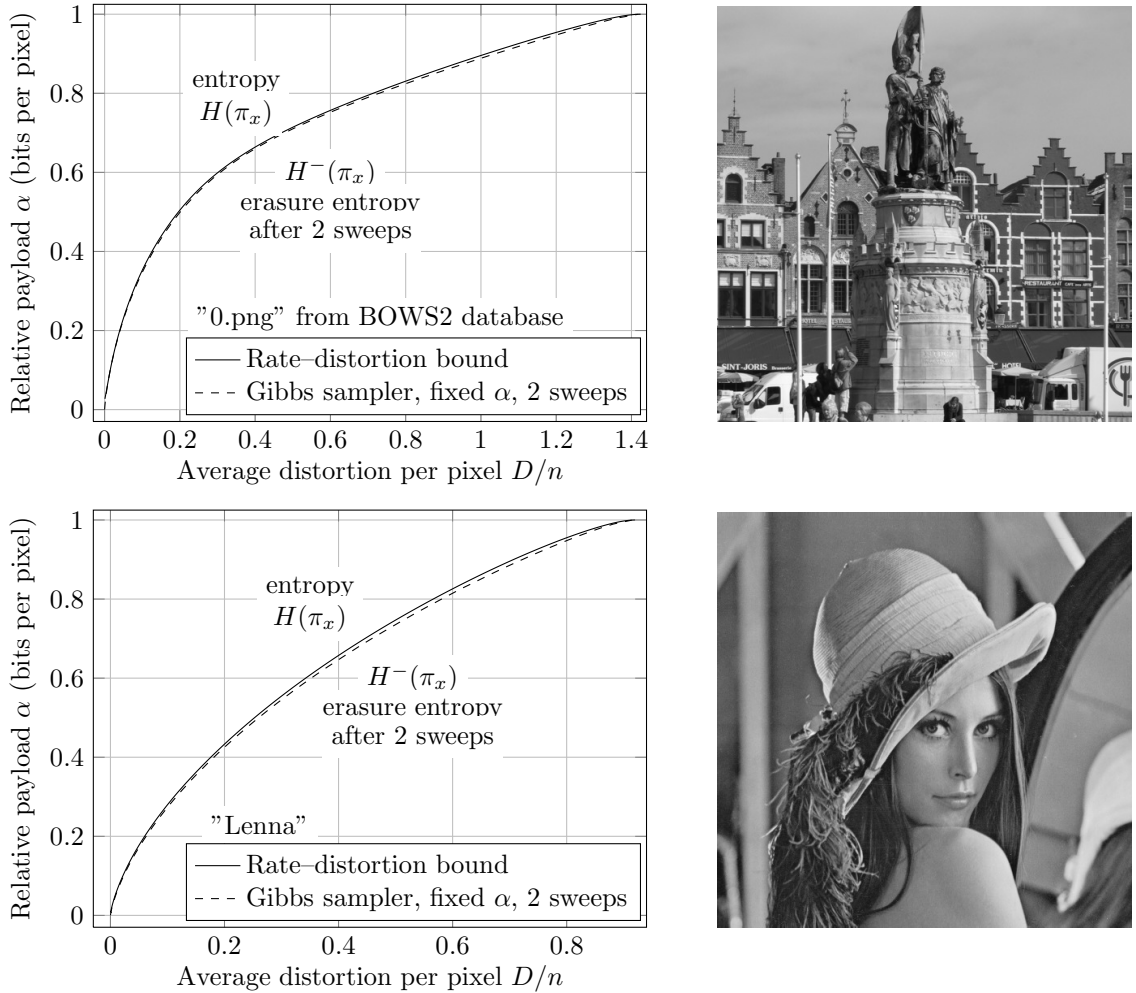 Relative payload α (bits per pixel)
1
0.8
0.6
0.4
0.2
0
entropy
H(πₓ)
H⁻(πₓ)
erasure entropy
after 2 sweeps
"0.png" from BOWS2 database
Rate–distortion bound
Gibbs sampler, fixed α, 2 sweeps
0 0.2 0.4 0.6 0.8 1 1.2 1.4
Average distortion per pixel D/n
SINT-JORIS
RESTAURANT
HOTEL
Relative payload α (bits per pixel)
1
0.8
0.6
0.4
0.2
0
entropy
H(πₓ)
H⁻(πₓ)
erasure entropy
after 2 sweeps
"Lenna"
Rate–distortion bound
Gibbs sampler, fixed α, 2 sweeps
0 0.2 0.4 0.6 0.8
Average distortion per pixel D/n